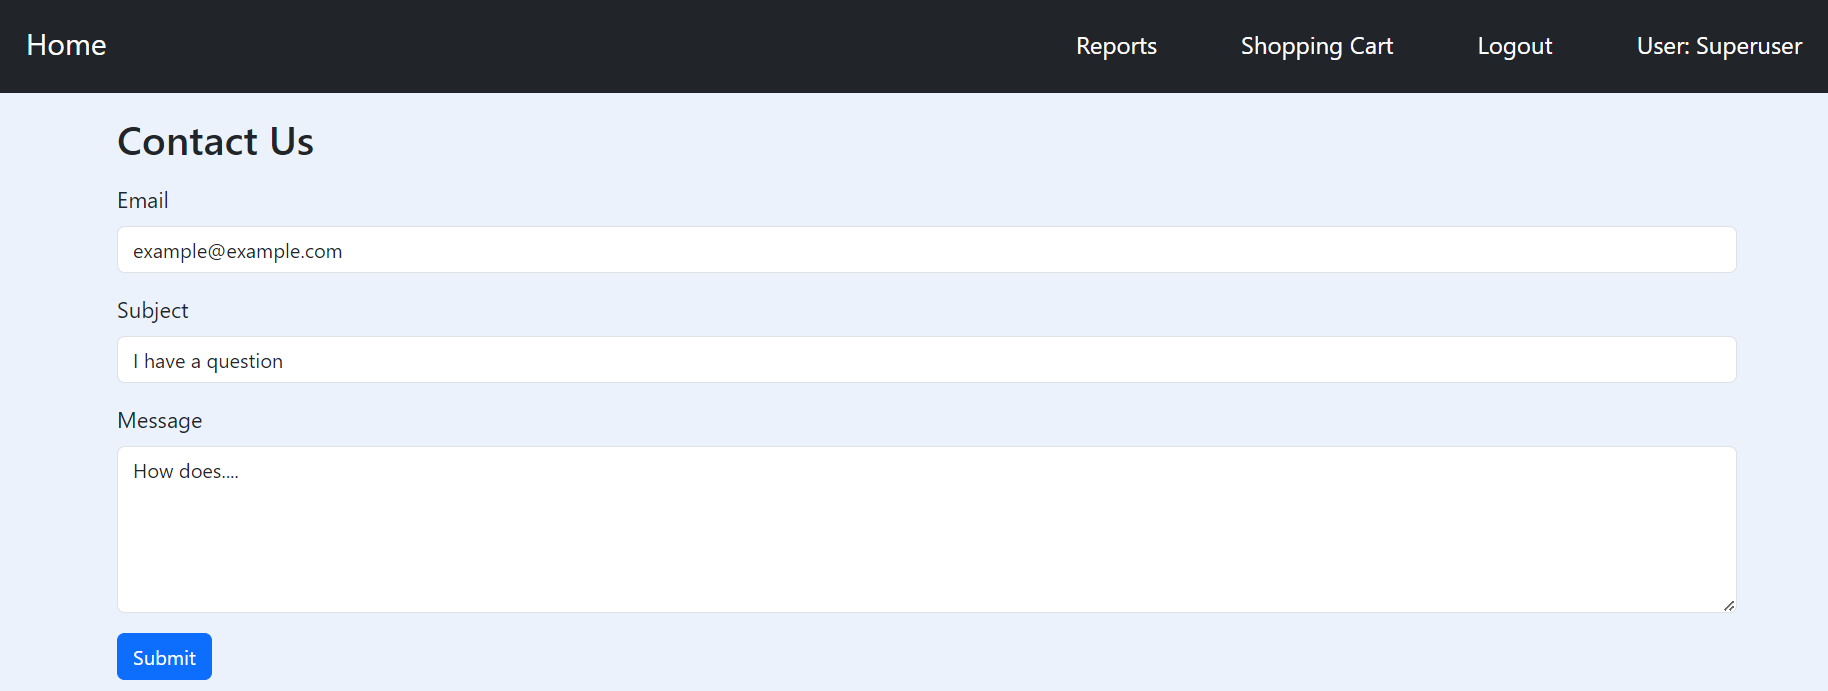 Home Reports Shopping Cart Logout User: Superuser
Contact Us
Email
example@example.com
Subject
I have a question
Message
How does....
Submit